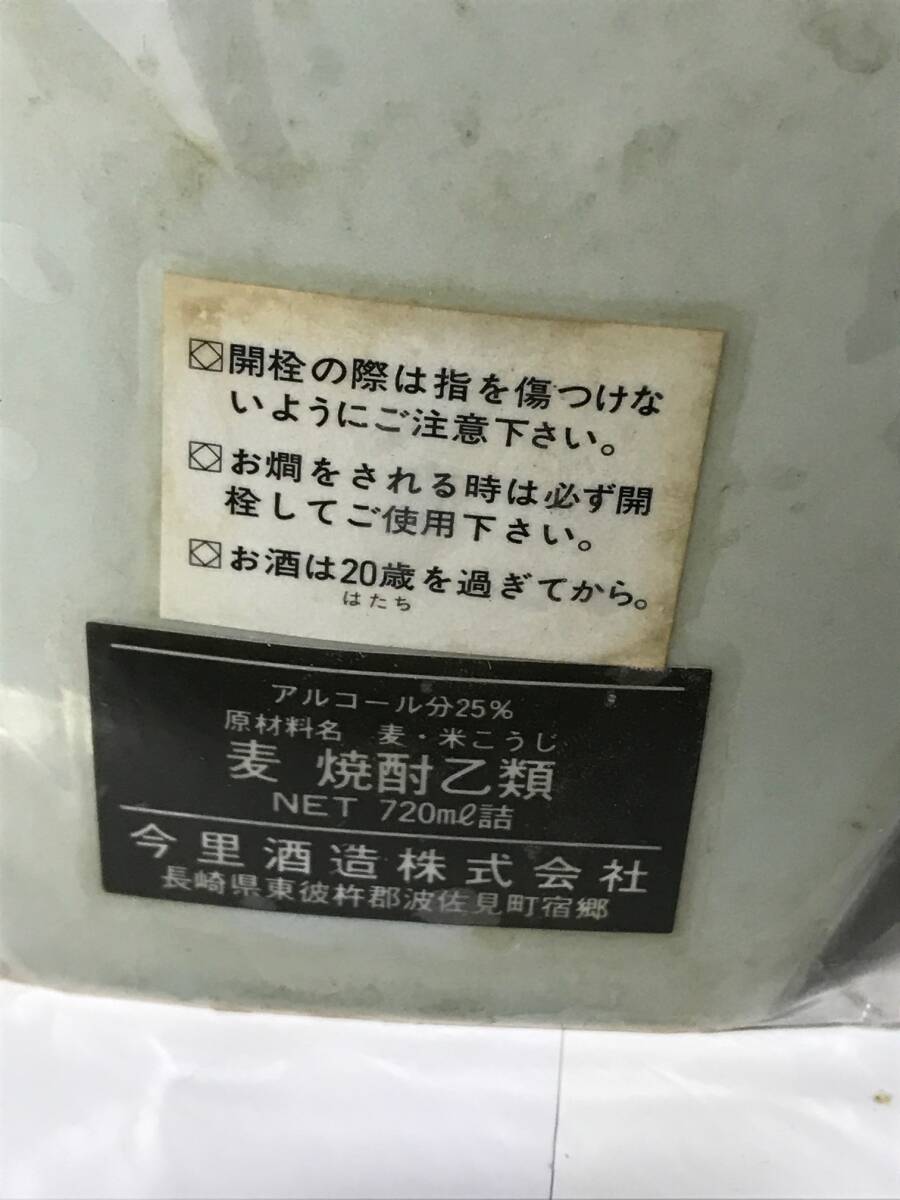 開栓の際は指を傷つけな
いようにご注意下さい。
お燗をされる時は必ず開
栓してご使用下さい。
お酒は20歳を過ぎてから。
はたち
アルコール分25%
原材料名 麦・米こうじ
麦 焼酎乙類
NET 720mℓ詰
今里酒造株式会社
長崎県東彼杵郡波佐見町宿郷